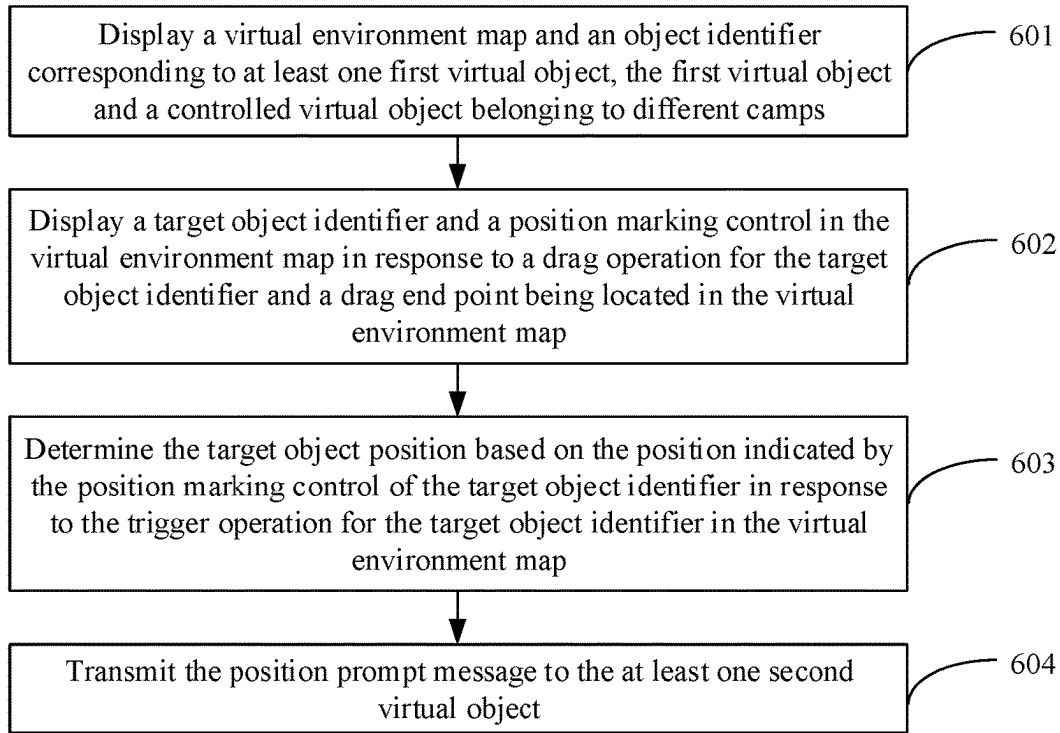 Display a virtual environment map and an object identifier
corresponding to at least one first virtual object, the first virtual object
and a controlled virtual object belonging to different camps
601
Display a target object identifier and a position marking control in the
virtual environment map in response to a drag operation for the target
object identifier and a drag end point being located in the virtual
environment map
602
Determine the target object position based on the position indicated by
the position marking control of the target object identifier in response
to the trigger operation for the target object identifier in the virtual
environment map
603
Transmit the position prompt message to the at least one second
virtual object
604